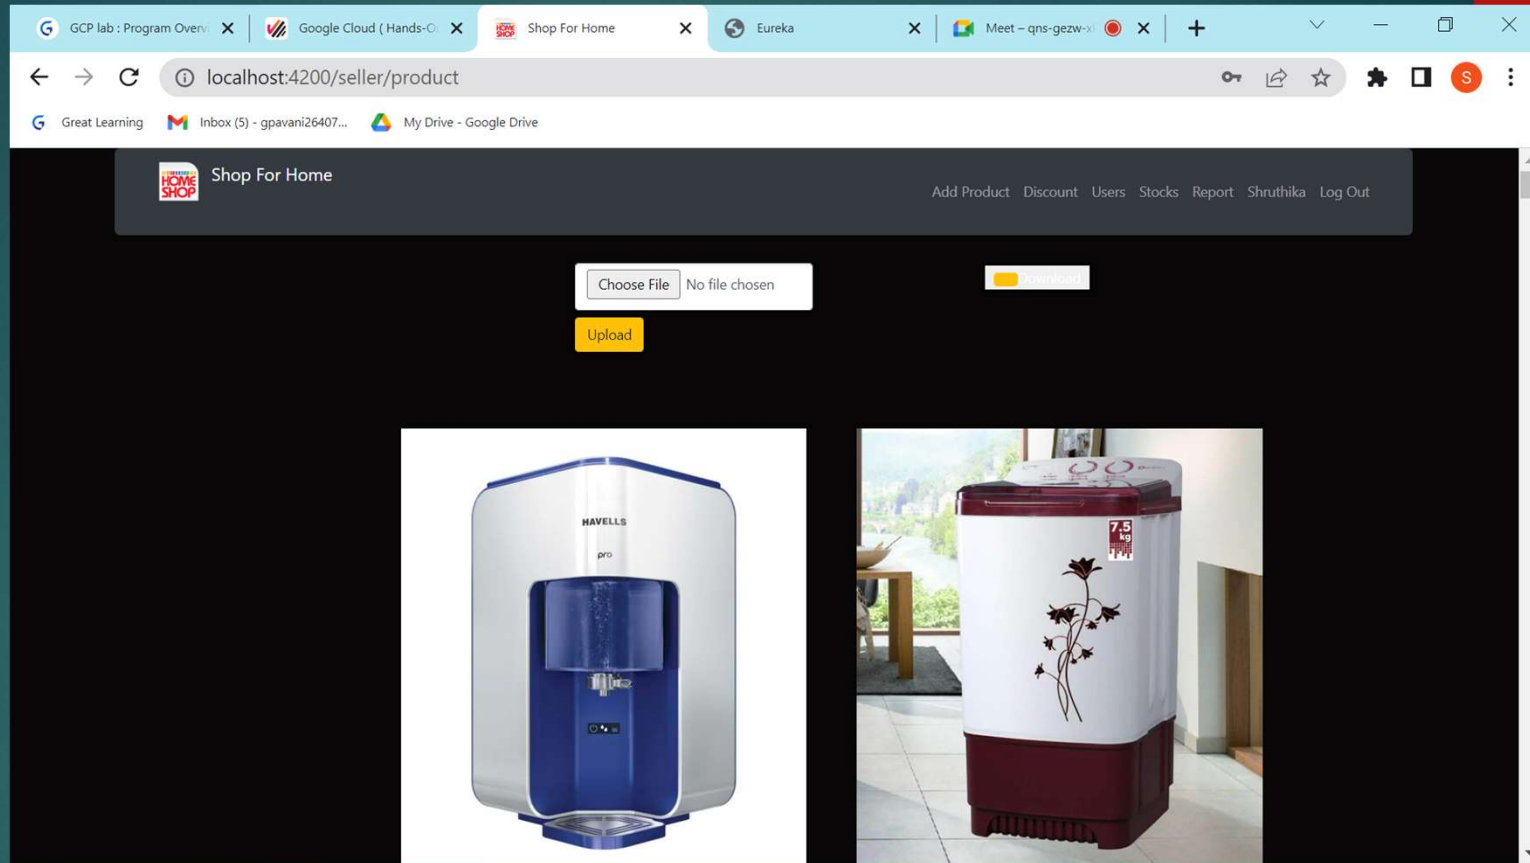 GCP lab : Program Overv
Google Cloud ( Hands-O
Shop For Home
Eureka
Meet – qns-gezw-x
localhost:4200/seller/product
S
Great Learning
Inbox (5) - gpavani26407...
My Drive - Google Drive
HOME
SHOP
Shop For Home
Add Product
Discount
Users
Stocks
Report
Shruthika
Log Out
Choose File
No file chosen
Download
Upload
HAVELLS
pro
7.5
kg